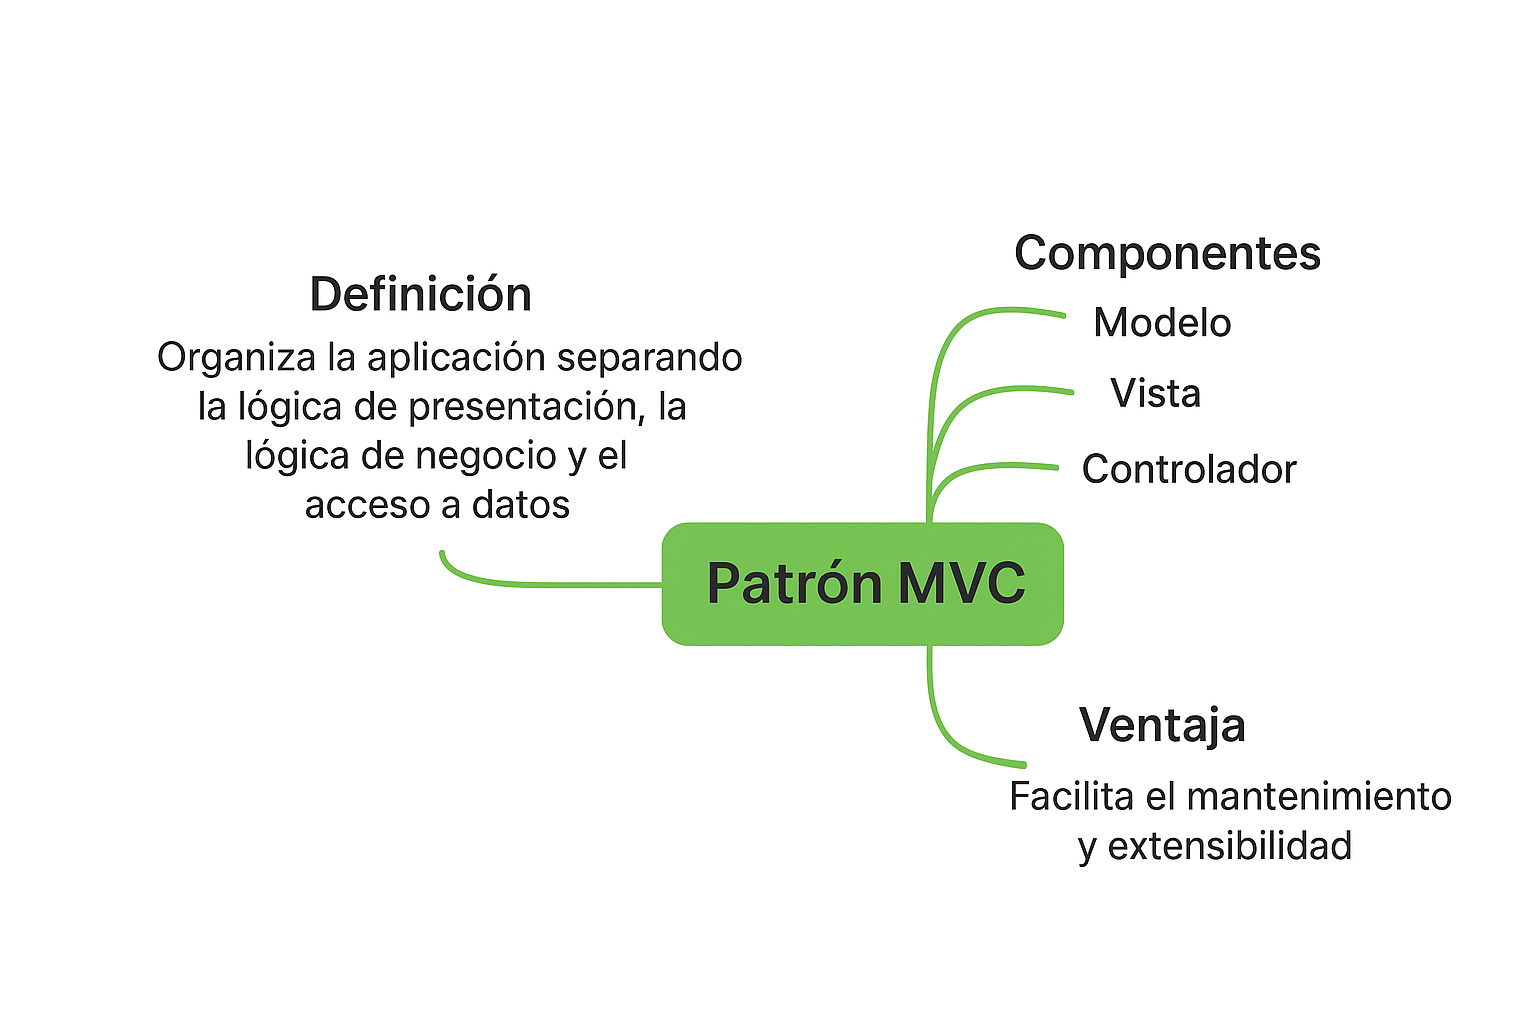 Definición
Organiza la aplicación separando
la lógica de presentación, la
lógica de negocio y el
acceso a datos
Componentes
Modelo
Vista
Controlador
Patrón MVC
Ventaja
Facilita el mantenimiento
y extensibilidad